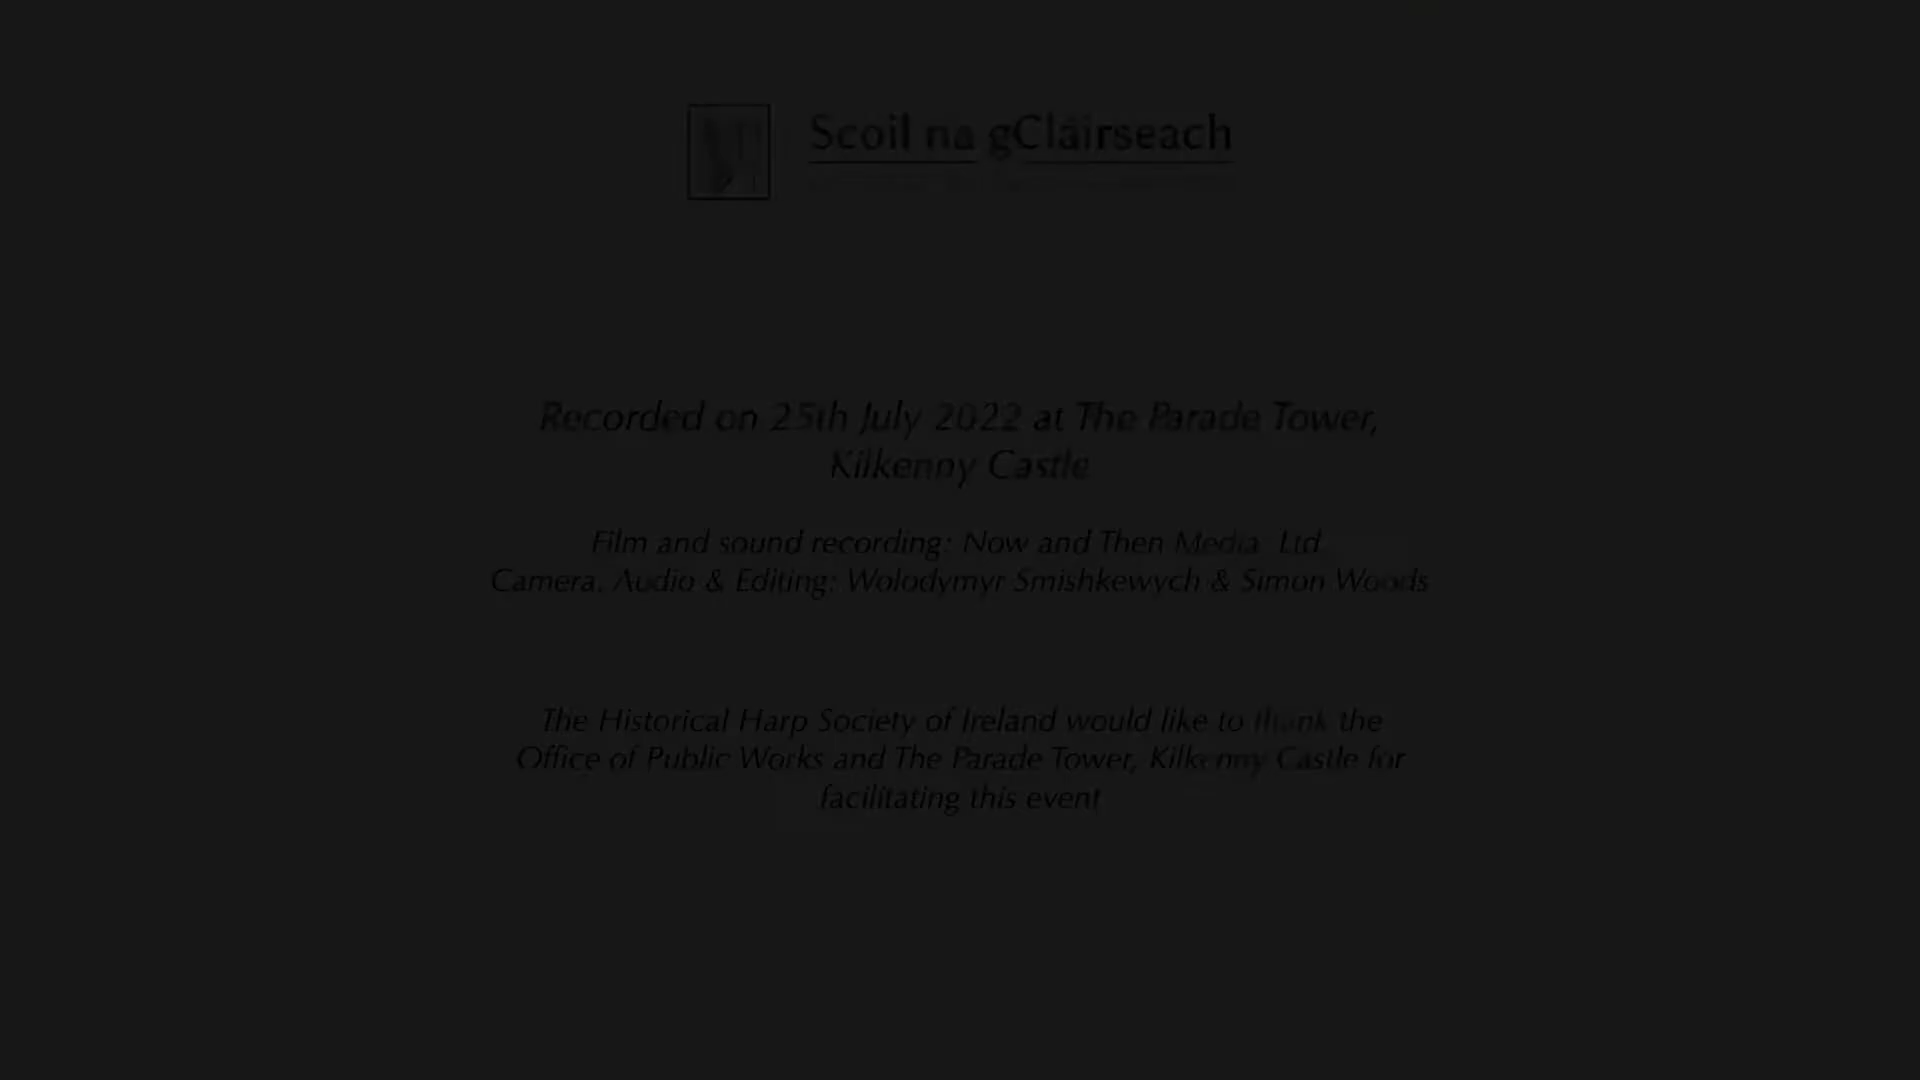 Scoil na gCláirseach
Recorded on 25th July 2022 at The Parade Tower,
Kilkenny Castle
Film and sound recording: Now and Then Media Ltd.
Camera, Audio & Editing: Wolodymyr Smishkewych & Simon Woods
The Historical Harp Society of Ireland would like to thank the
Office of Public Works and The Parade Tower, Kilkenny Castle for
facilitating this event